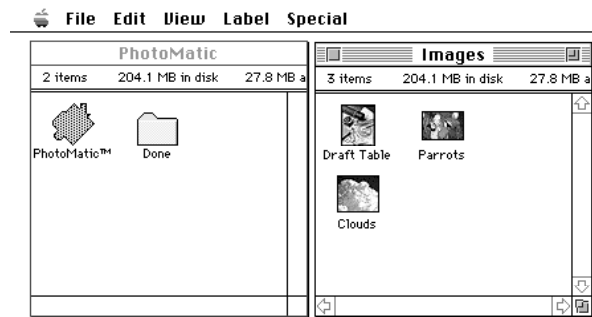 File Edit View Label Special
PhotoMatic
2 items 204.1 MB in disk 27.8 MB a
PhotoMatic™ Done
Images
3 items 204.1 MB in disk 27.8 MB a
Draft Table Parrots
Clouds